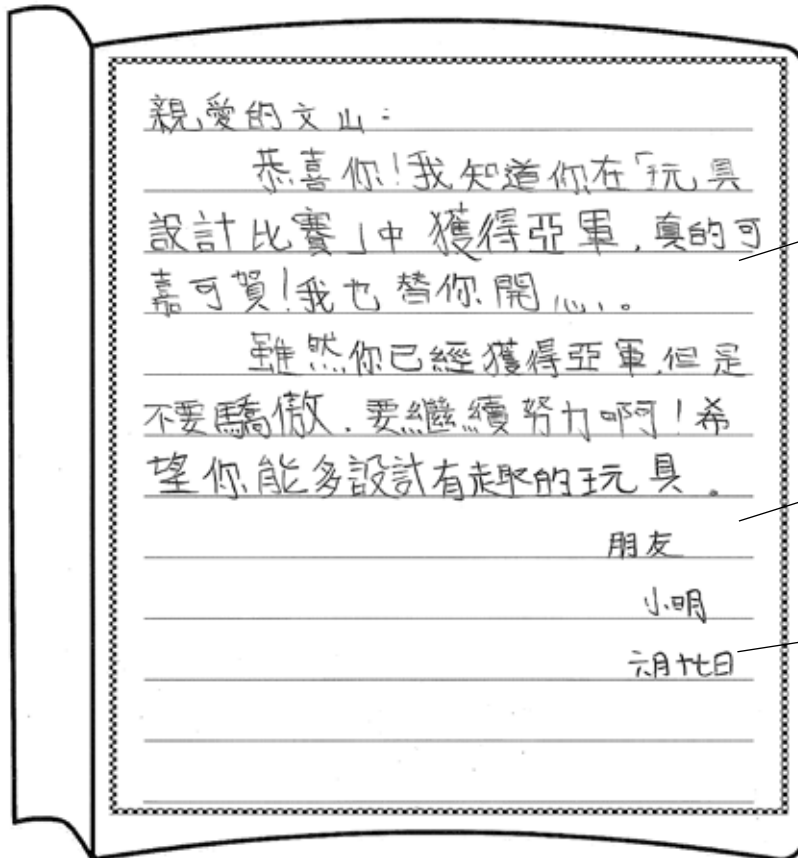 親愛的文山：
恭喜你！我知道你在「玩具
設計比賽」中獲得亞軍，真的可
嘉可賀！我也替你開心。
雖然你已經獲得亞軍，但是
不要驕傲，要繼續努力啊！希
望你能多設計有趣的玩具。
朋友
小明
六月十七日